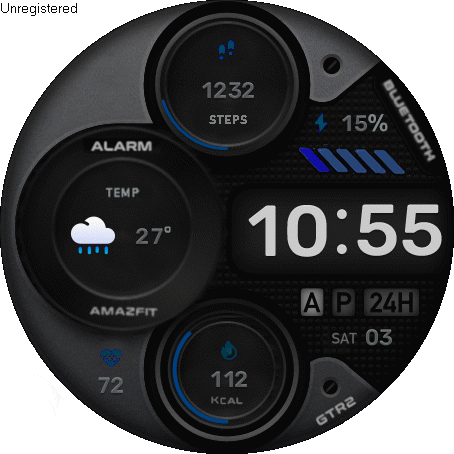 Unregistered
1232
STEPS
BLUETOOTH
15%
ALARM
TEMP
27°
10:55
AMAZFIT
A P 24H
SAT 03
72
112
KCAL
GTR2